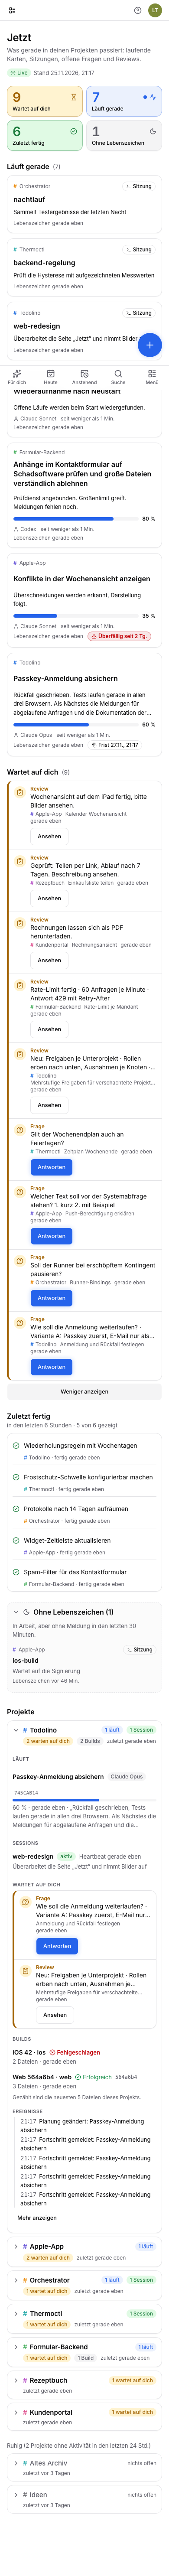 LT
Jetzt
Was gerade in deinen Projekten passiert: laufende
Karten, Sitzungen, offene Fragen und Reviews.
Live Stand 25.11.2026, 21:17
9
Wartet auf dich
7
Läuft gerade
6
Zuletzt fertig
1
Ohne Lebenszeichen
Läuft gerade (7)
# Orchestrator Sitzung
nachtlauf
Sammelt Testergebnisse der letzten Nacht
Lebenszeichen gerade eben
# Thermoctl Sitzung
backend-regelung
Prüft die Hysterese mit aufgezeichneten Messwerten
Lebenszeichen gerade eben
# Todolino Sitzung
web-redesign
Überarbeitet die Seite „Jetzt" und nimmt Bilder
Lebenszeichen gerade eben
Für dich
Heute
Anstehend
Suche
Menü
Wiederaufnahme nach Neustart
Offene Läufe werden beim Start wiedergefunden.
Claude Sonnet seit weniger als 1 Min.
Lebenszeichen gerade eben
# Formular-Backend
Anhänge im Kontaktformular auf
Schadsoftware prüfen und große Dateien
verständlich ablehnen
Prüfdienst angebunden. Größenlimit greift.
Meldungen fehlen noch.
80 %
Codex seit weniger als 1 Min.
Lebenszeichen gerade eben
# Apple-App
Konflikte in der Wochenansicht anzeigen
Überschneidungen werden erkannt, Darstellung
folgt.
35 %
Claude Sonnet seit weniger als 1 Min.
Lebenszeichen gerade eben Überfällig seit 2 Tg.
# Todolino
Passkey-Anmeldung absichern
Rückfall geschrieben, Tests laufen gerade in allen
drei Browsern. Als Nächstes die Meldungen für
abgelaufene Anfragen und die Dokumentation der...
60 %
Claude Opus seit weniger als 1 Min.
Lebenszeichen gerade eben Frist 27.11., 21:17
Wartet auf dich (9)
Review
Wochenansicht auf dem iPad fertig, bitte
Bilder ansehen.
# Apple-App Kalender Wochenansicht
gerade eben
Ansehen
Review
Geprüft: Teilen per Link, Ablauf nach 7
Tagen. Beschreibung ansehen.
# Rezeptbuch Einkaufsliste teilen gerade eben
Ansehen
Review
Rechnungen lassen sich als PDF
herunterladen.
# Kundenportal Rechnungsansicht gerade eben
Ansehen
Review
Rate-Limit fertig · 60 Anfragen je Minute ·
Antwort 429 mit Retry-After
# Formular-Backend Rate-Limit je Mandant
gerade eben
Ansehen
Review
Neu: Freigaben je Unterprojekt · Rollen
erben nach unten, Ausnahmen je Knoten ·...
# Todolino
Mehrstufige Freigaben für verschachtelte Projekt...
gerade eben
Ansehen
Frage
Gilt der Wochenendplan auch an
Feiertagen?
# Thermoctl Zeitplan Wochenende gerade eben
Antworten
Frage
Welcher Text soll vor der Systemabfrage
stehen? 1. kurz 2. mit Beispiel
# Apple-App Push-Berechtigung erklären
gerade eben
Antworten
Frage
Soll der Runner bei erschöpftem Kontingent
pausieren?
# Orchestrator Runner-Bindings gerade eben
Antworten
Frage
Wie soll die Anmeldung weiterlaufen? ·
Variante A: Passkey zuerst, E-Mail nur als...
# Todolino Anmeldung und Rückfall festlegen
gerade eben
Antworten
Weniger anzeigen
Zuletzt fertig
in den letzten 6 Stunden · 5 von 6 gezeigt
Wiederholungsregeln mit Wochentagen
# Todolino · fertig gerade eben
Frostschutz-Schwelle konfigurierbar machen
# Thermoctl · fertig gerade eben
Protokolle nach 14 Tagen aufräumen
# Orchestrator · fertig gerade eben
Widget-Zeitleiste aktualisieren
# Apple-App · fertig gerade eben
Spam-Filter für das Kontaktformular
# Formular-Backend · fertig gerade eben
Ohne Lebenszeichen (1)
In Arbeit, aber ohne Meldung in den letzten 30
Minuten.
# Apple-App Sitzung
ios-build
Wartet auf die Signierung
Lebenszeichen vor 46 Min.
Projekte
# Todolino 1 läuft 1 Session
2 warten auf dich 2 Builds zuletzt gerade eben
LÄUFT
Passkey-Anmeldung absichern Claude Opus
745CAB14
60 % · gerade eben · „Rückfall geschrieben, Tests
laufen gerade in allen drei Browsern. Als Nächstes die
Meldungen für abgelaufene Anfragen und die...
SESSIONS
web-redesign aktiv Heartbeat gerade eben
Überarbeitet die Seite „Jetzt" und nimmt Bilder auf
WARTET AUF DICH
Frage
Wie soll die Anmeldung weiterlaufen? ·
Variante A: Passkey zuerst, E-Mail nur...
Anmeldung und Rückfall festlegen
gerade eben
Antworten
Review
Neu: Freigaben je Unterprojekt · Rollen
erben nach unten, Ausnahmen je...
Mehrstufige Freigaben für verschachtelte...
gerade eben
Ansehen
BUILDS
iOS 42 · ios Fehlgeschlagen
2 Dateien · gerade eben
Web 564a6b4 · web Erfolgreich 564a6b4
3 Dateien · gerade eben
Gezählt sind die neuesten 5 Dateien dieses Projekts.
EREIGNISSE
21:17 Planung geändert: Passkey-Anmeldung
absichern
21:17 Fortschritt gemeldet: Passkey-Anmeldung
absichern
21:17 Fortschritt gemeldet: Passkey-Anmeldung
absichern
21:17 Fortschritt gemeldet: Passkey-Anmeldung
absichern
21:17 Fortschritt gemeldet: Passkey-Anmeldung
absichern
Mehr anzeigen
# Apple-App 1 läuft
2 warten auf dich zuletzt gerade eben
# Orchestrator 1 läuft 1 Session
1 wartet auf dich zuletzt gerade eben
# Thermoctl 1 Session
1 wartet auf dich zuletzt gerade eben
# Formular-Backend 1 läuft
1 wartet auf dich 1 Build zuletzt gerade eben
# Rezeptbuch 1 wartet auf dich
zuletzt gerade eben
# Kundenportal 1 wartet auf dich
zuletzt gerade eben
Ruhig (2 Projekte ohne Aktivität in den letzten 24 Std.)
# Altes Archiv nichts offen
zuletzt vor 3 Tagen
# Ideen nichts offen
zuletzt vor 3 Tagen